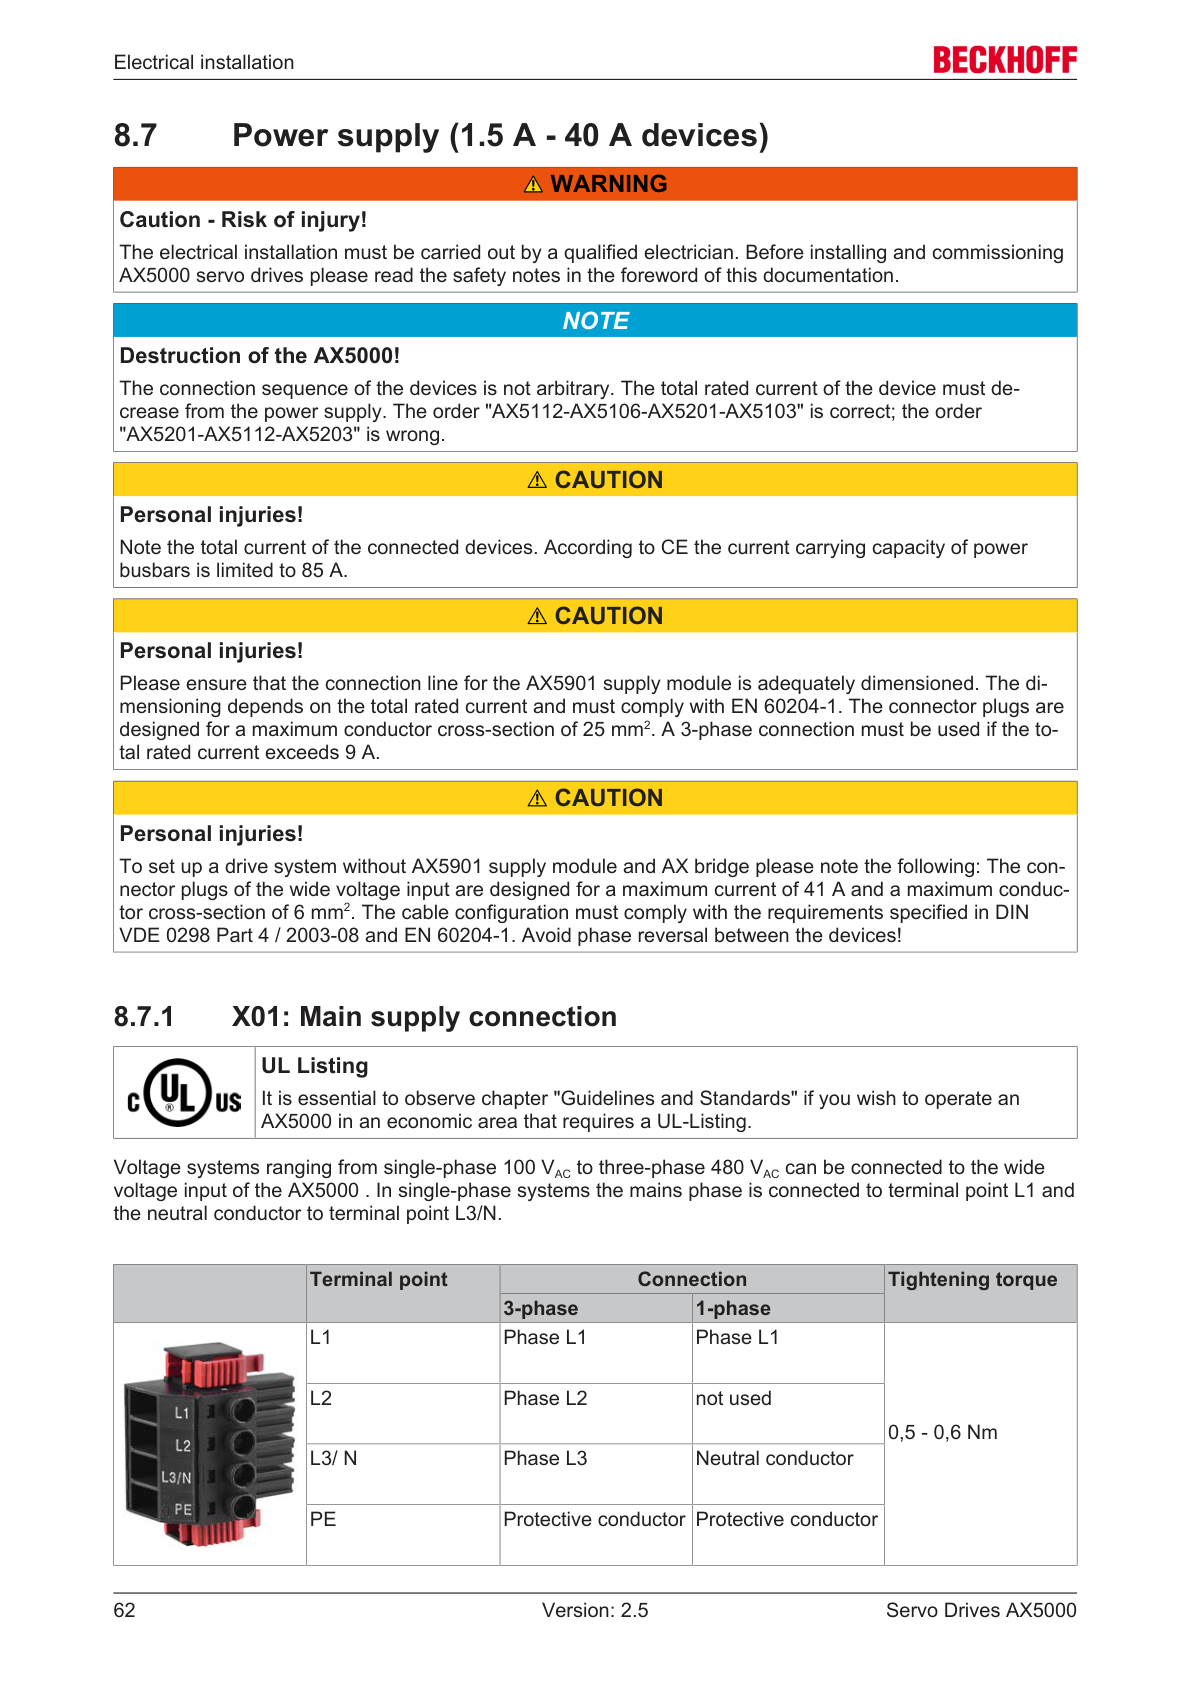 Electrical installation
BECKHOFF
8.7 Power supply (1.5 A - 40 A devices)
⚠ WARNING
Caution - Risk of injury!
The electrical installation must be carried out by a qualified electrician. Before installing and commissioning
AX5000 servo drives please read the safety notes in the foreword of this documentation.
NOTE
Destruction of the AX5000!
The connection sequence of the devices is not arbitrary. The total rated current of the device must de-
crease from the power supply. The order "AX5112-AX5106-AX5201-AX5103" is correct; the order
"AX5201-AX5112-AX5203" is wrong.
⚠ CAUTION
Personal injuries!
Note the total current of the connected devices. According to CE the current carrying capacity of power
busbars is limited to 85 A.
⚠ CAUTION
Personal injuries!
Please ensure that the connection line for the AX5901 supply module is adequately dimensioned. The di-
mensioning depends on the total rated current and must comply with EN 60204-1. The connector plugs are
designed for a maximum conductor cross-section of 25 mm². A 3-phase connection must be used if the to-
tal rated current exceeds 9 A.
⚠ CAUTION
Personal injuries!
To set up a drive system without AX5901 supply module and AX bridge please note the following: The con-
nector plugs of the wide voltage input are designed for a maximum current of 41 A and a maximum conduc-
tor cross-section of 6 mm². The cable configuration must comply with the requirements specified in DIN
VDE 0298 Part 4 / 2003-08 and EN 60204-1. Avoid phase reversal between the devices!
8.7.1 X01: Main supply connection
C UL ® US
UL Listing
It is essential to observe chapter "Guidelines and Standards" if you wish to operate an
AX5000 in an economic area that requires a UL-Listing.
Voltage systems ranging from single-phase 100 VAC to three-phase 480 VAC can be connected to the wide
voltage input of the AX5000 . In single-phase systems the mains phase is connected to terminal point L1 and
the neutral conductor to terminal point L3/N.
Terminal point Connection Tightening torque
3-phase 1-phase
L1 Phase L1 Phase L1
L2 Phase L2 not used
0,5 - 0,6 Nm
L3/ N Phase L3 Neutral conductor
PE Protective conductor Protective conductor
L1
L2
L3/N
PE
62 Version: 2.5 Servo Drives AX5000